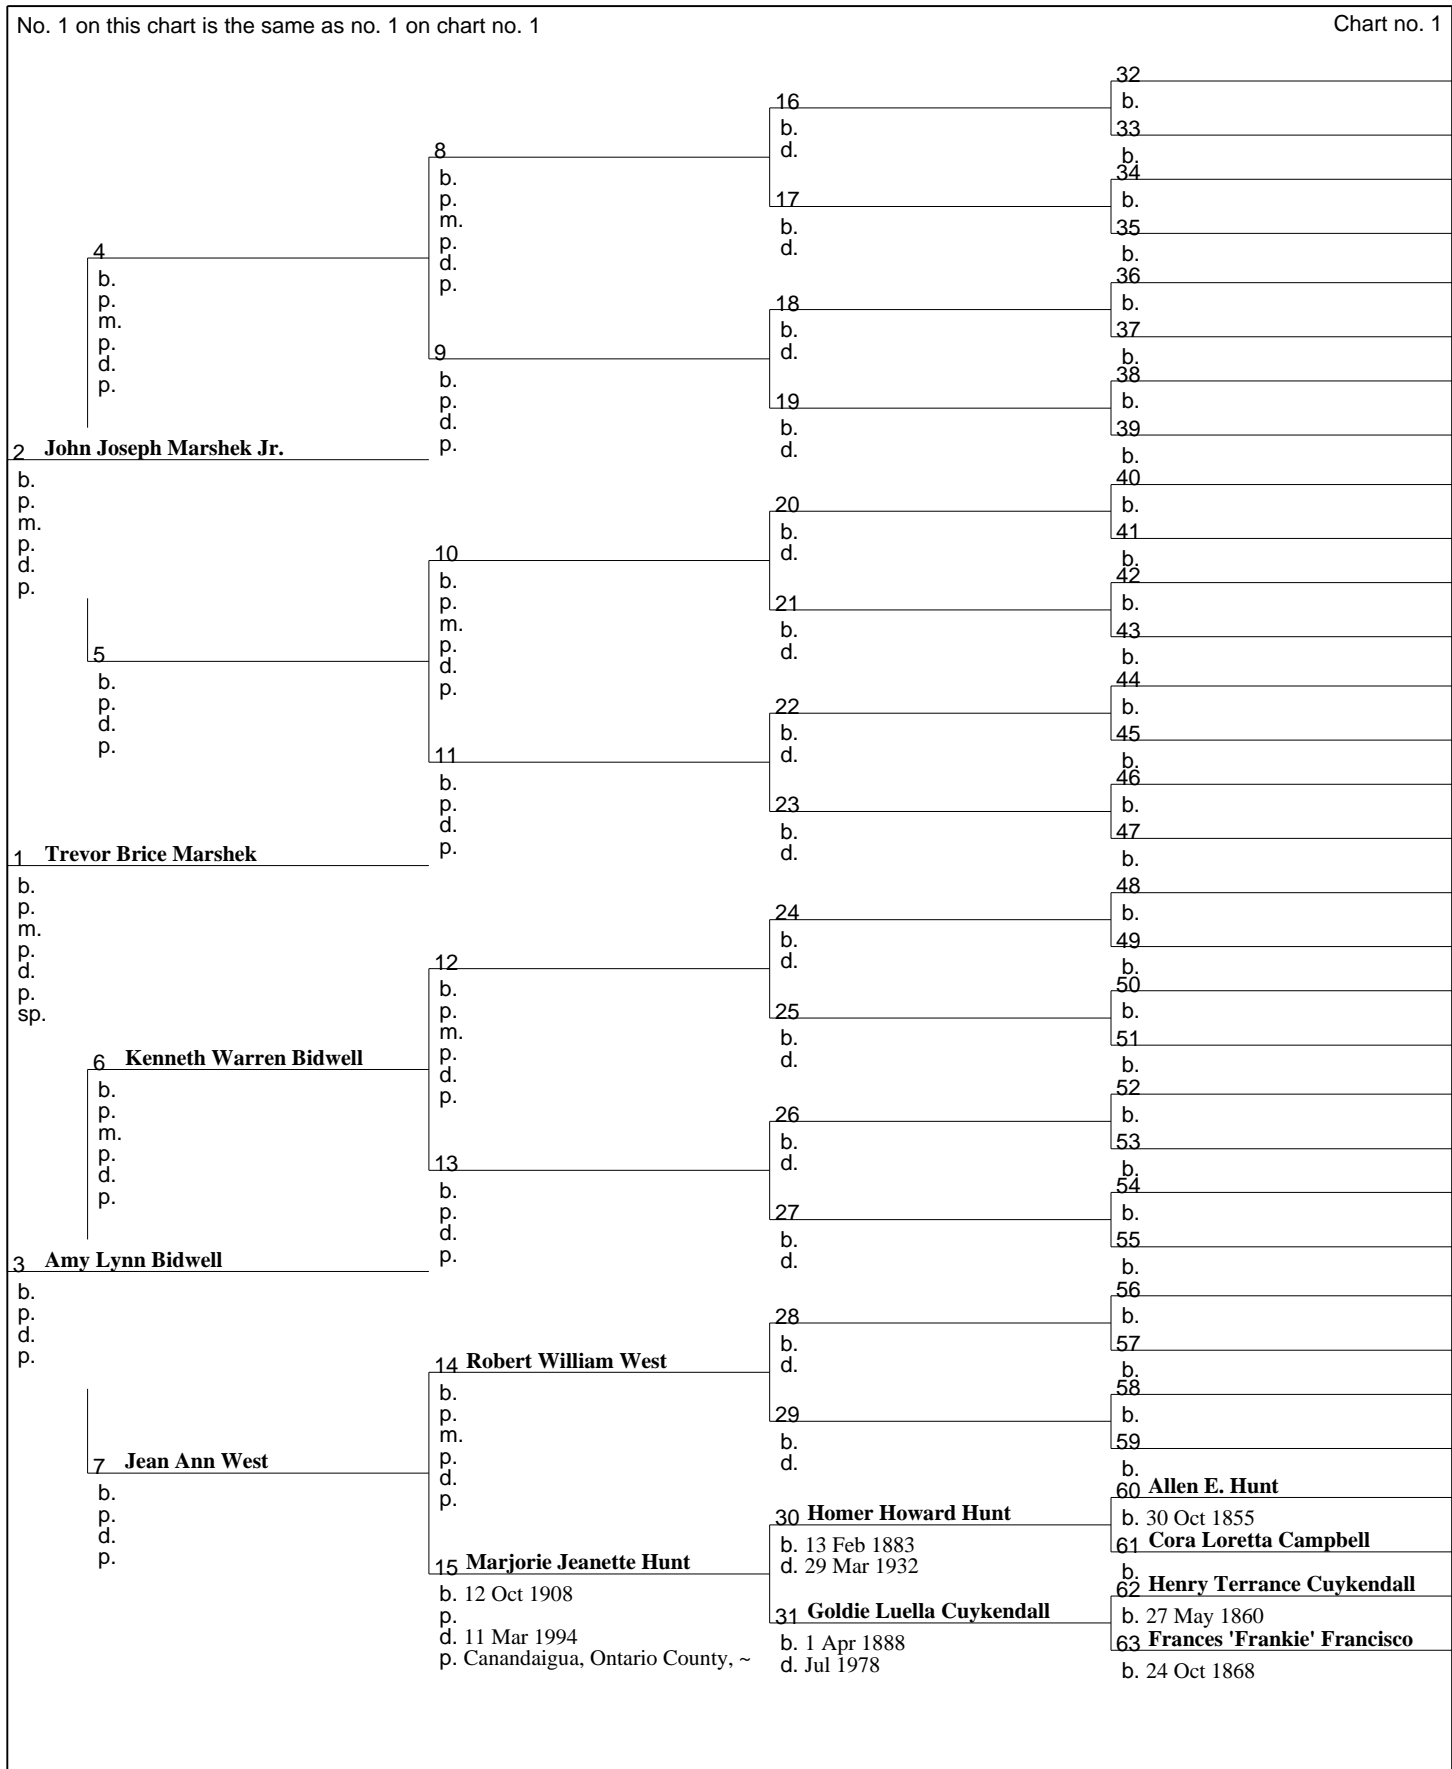 No. 1 on this chart is the same as no. 1 on chart no. 1
Chart no. 1
2 John Joseph Marshek Jr.
b.
p.
m.
p.
d.
p.
1 Trevor Brice Marshek
b.
p.
m.
p.
d.
p.
sp.
3 Amy Lynn Bidwell
b.
p.
d.
p.
4
b.
p.
m.
p.
d.
p.
5
b.
p.
d.
p.
6 Kenneth Warren Bidwell
b.
p.
m.
p.
d.
p.
7 Jean Ann West
b.
p.
d.
p.
8
b.
p.
m.
p.
d.
p.
9
b.
p.
d.
p.
10
b.
p.
m.
p.
d.
p.
11
b.
p.
d.
p.
12
b.
p.
m.
p.
d.
p.
13
b.
p.
d.
p.
14 Robert William West
b.
p.
m.
p.
d.
p.
15 Marjorie Jeanette Hunt
b. 12 Oct 1908
p.
d. 11 Mar 1994
p. Canandaigua, Ontario County, ~
16
b.
d.
17
b.
d.
18
b.
d.
19
b.
d.
20
b.
d.
21
b.
d.
22
b.
d.
23
b.
d.
24
b.
d.
25
b.
d.
26
b.
d.
27
b.
d.
28
b.
d.
29
b.
d.
30 Homer Howard Hunt
b. 13 Feb 1883
d. 29 Mar 1932
31 Goldie Luella Cuykendall
b. 1 Apr 1888
d. Jul 1978
32
b.
33
b.
34
b.
35
b.
36
b.
37
b.
38
b.
39
b.
40
b.
41
b.
42
b.
43
b.
44
b.
45
b.
46
b.
47
b.
48
b.
49
b.
50
b.
51
b.
52
b.
53
b.
54
b.
55
b.
56
b.
57
b.
58
b.
59
b.
60 Allen E. Hunt
b. 30 Oct 1855
61 Cora Loretta Campbell
b.
62 Henry Terrance Cuykendall
b. 27 May 1860
63 Frances 'Frankie' Francisco
b. 24 Oct 1868